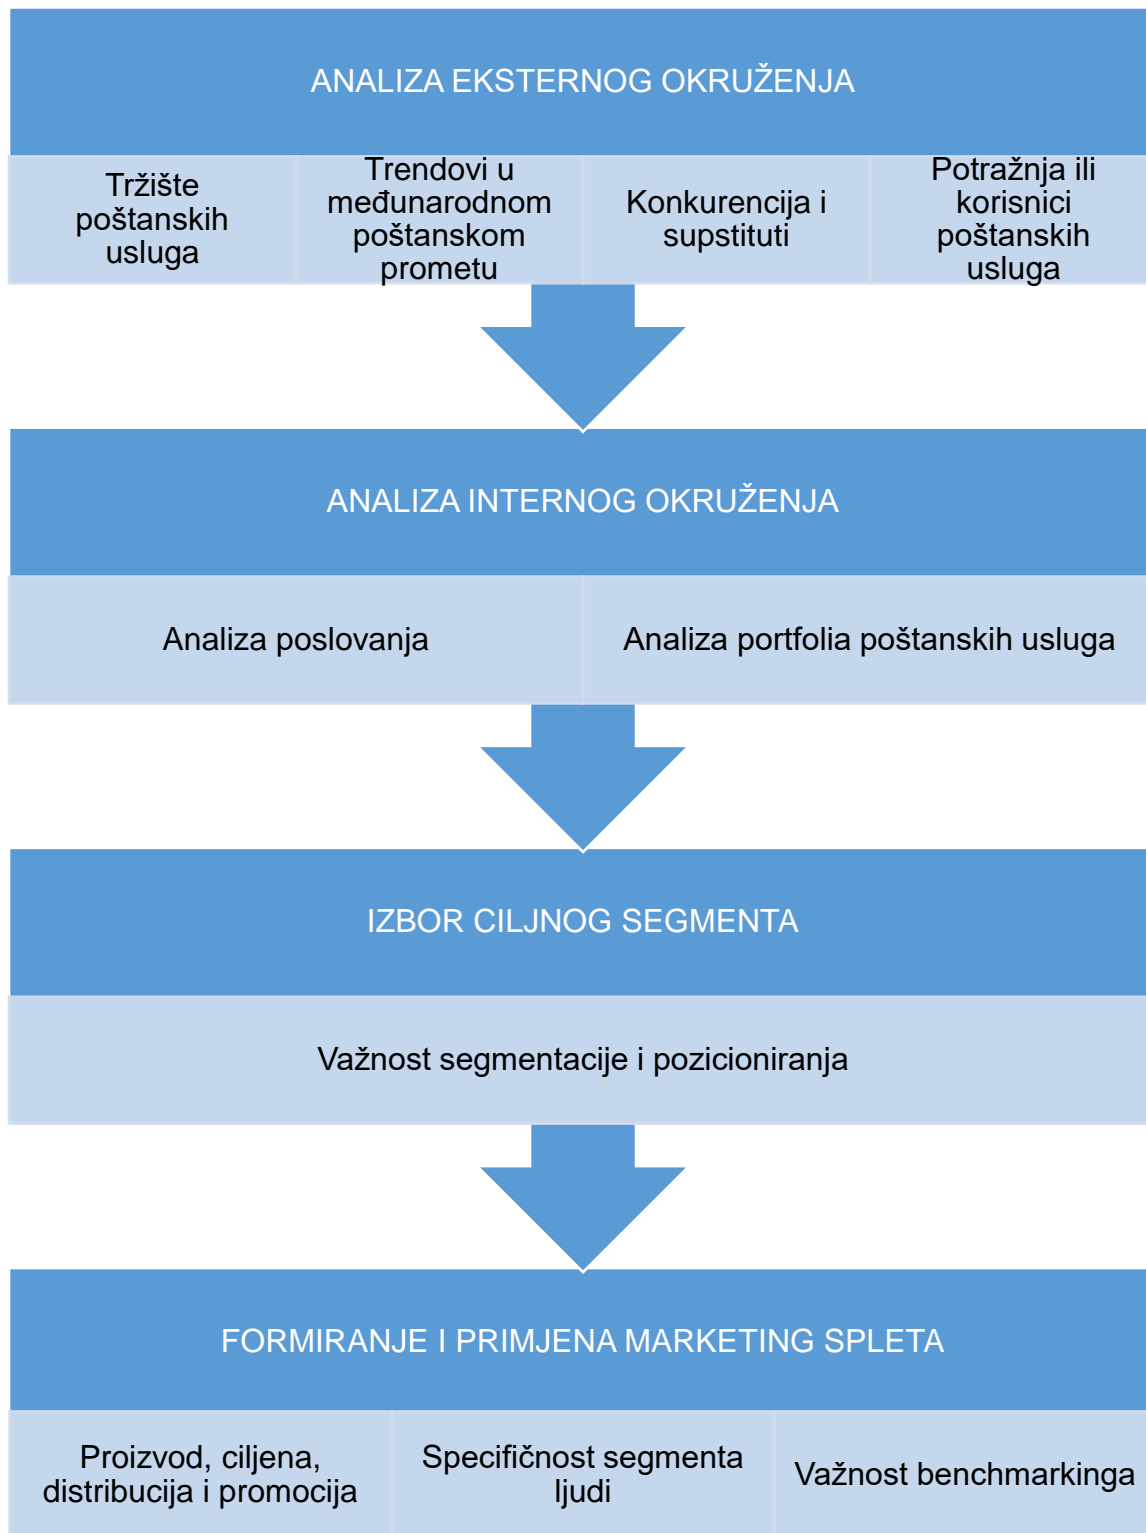 ANALIZA EKSTERNOG OKRUŽENJA
Tržište
poštanskih
usluga
Trendovi u
međunarodnom
poštanskom
prometu
Konkurencija i
supstituti
Potražnja ili
korisnici
poštanskih
usluga
ANALIZA INTERNOG OKRUŽENJA
Analiza poslovanja
Analiza portfolia poštanskih usluga
IZBOR CILJNOG SEGMENTA
Važnost segmentacije i pozicioniranja
FORMIRANJE I PRIMJENA MARKETING SPLETA
Proizvod, ciljena,
distribucija i promocija
Specifičnost segmenta
ljudi
Važnost benchmarkinga